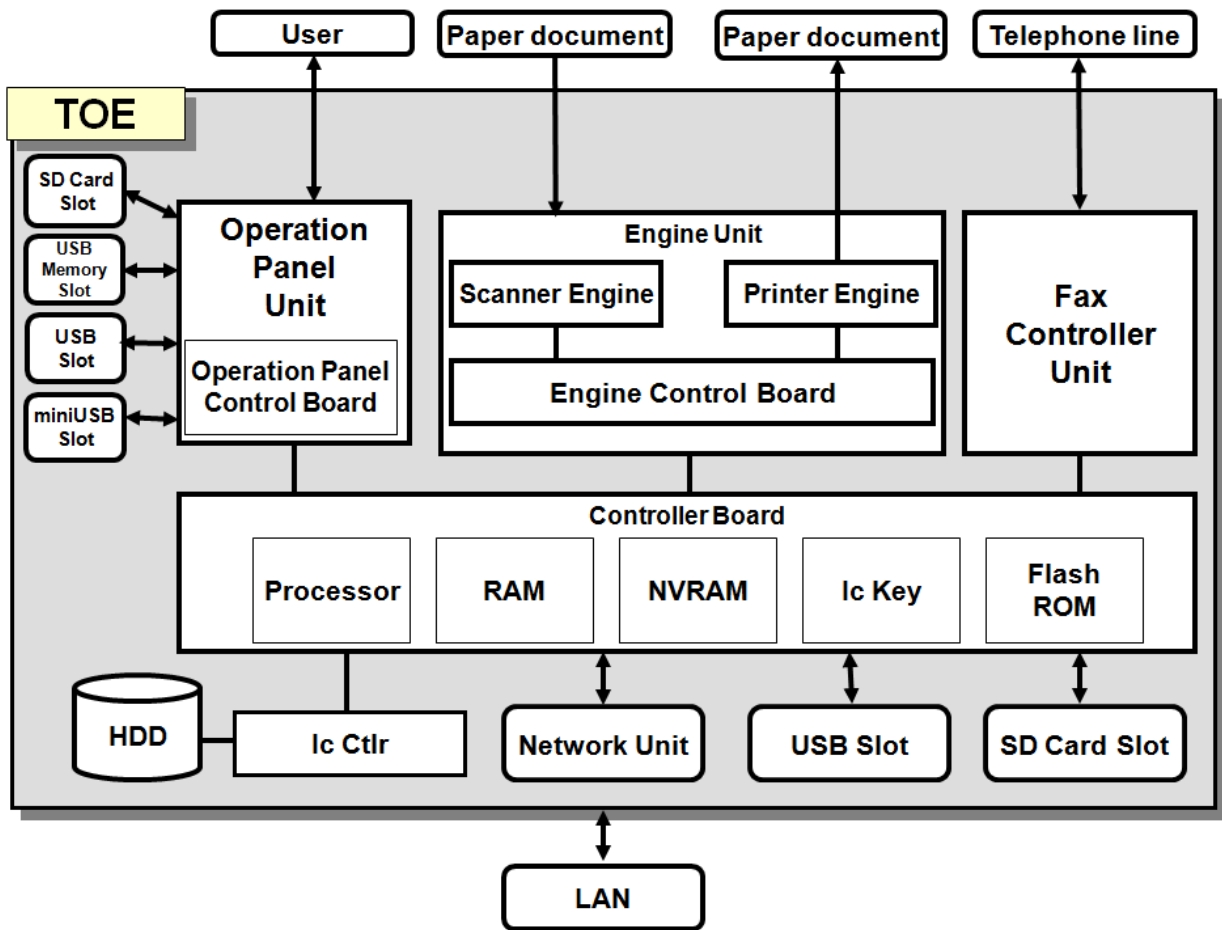 User
Paper document
Paper document
Telephone line
TOE
SD Card
Slot
USB
Memory
Slot
USB
Slot
miniUSB
Slot
Operation
Panel
Unit
Operation Panel
Control Board
Engine Unit
Scanner Engine
Printer Engine
Engine Control Board
Fax
Controller
Unit
Controller Board
Processor
RAM
NVRAM
Ic Key
Flash
ROM
HDD
Ic Ctlr
Network Unit
USB Slot
SD Card Slot
LAN